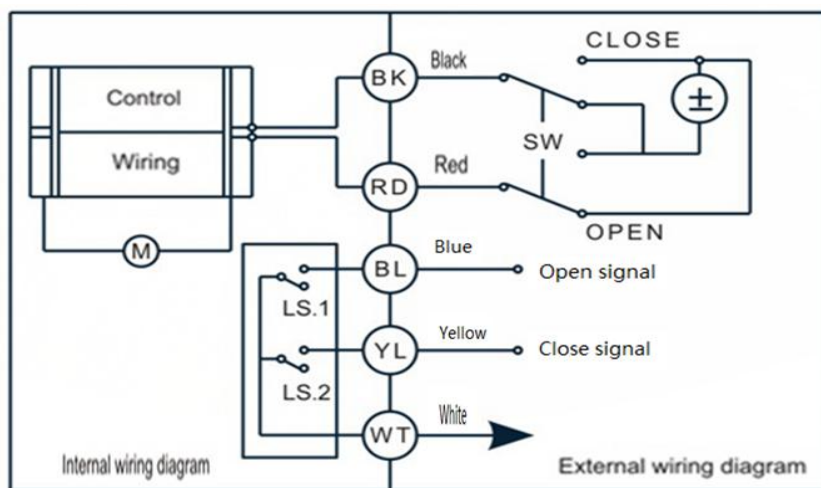 CLOSE
BK
Black
Control
±
SW
Wiring
RD
Red
OPEN
M
BL
Blue
Open signal
LS.1
YL
Yellow
Close signal
LS.2
WT
White
Internal wiring diagram
External wiring diagram